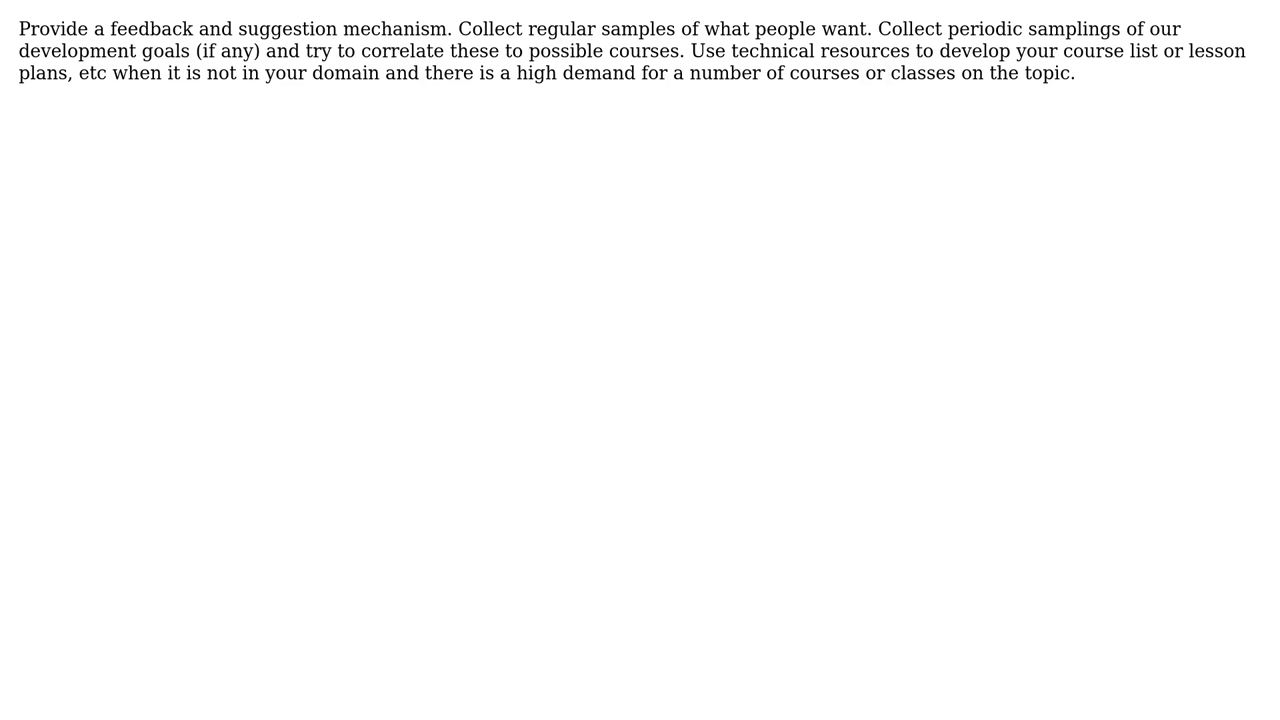 Provide a feedback and suggestion mechanism. Collect regular samples of what people want. Collect periodic samplings of our
development goals (if any) and try to correlate these to possible courses. Use technical resources to develop your course list or lesson
plans, etc when it is not in your domain and there is a high demand for a number of courses or classes on the topic.